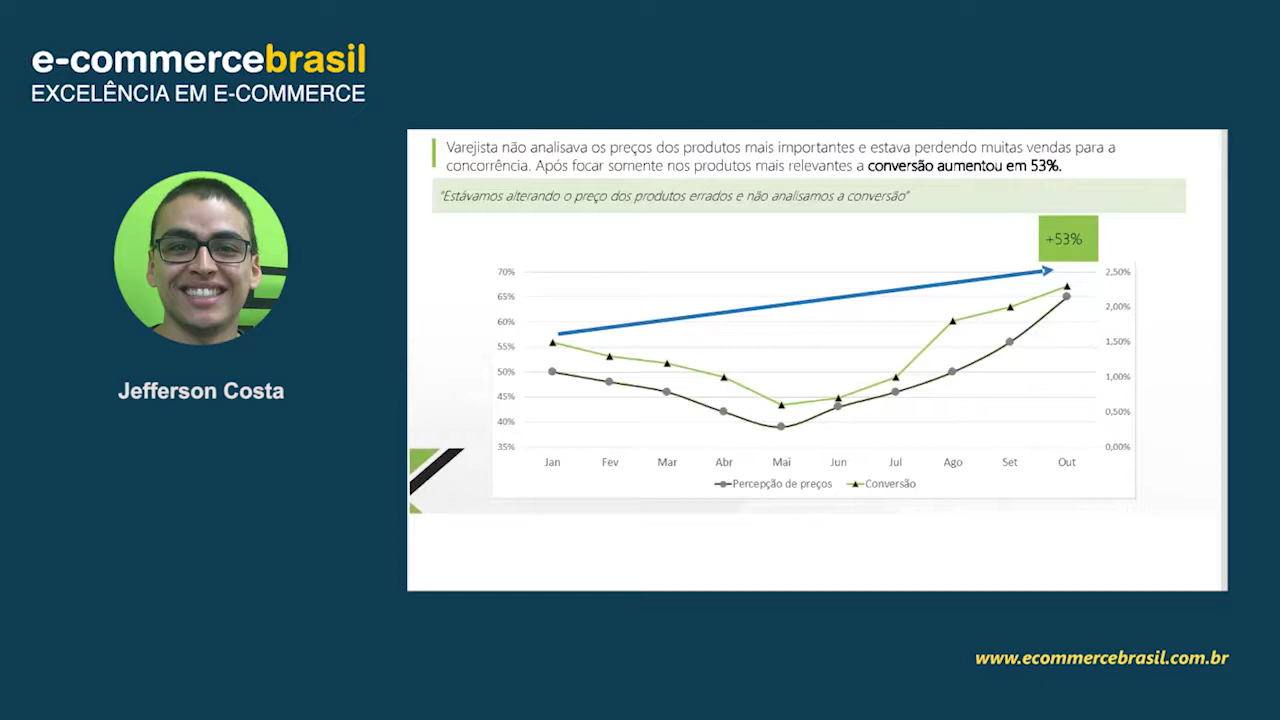 e-commercebrasil
EXCELÊNCIA EM E-COMMERCE
Jefferson Costa
Varejista não analisava os preços dos produtos mais importantes e estava perdendo muitas vendas para a
concorrência. Após focar somente nos produtos mais relevantes a conversão aumentou em 53%.
"Estávamos alterando o preço dos produtos errados e não analisamos a conversão"
+53%
70%
65%
60%
55%
50%
45%
40%
35%
2,50%
2,00%
1,50%
1,00%
0,50%
0,00%
Jan Fev Mar Abr Mai Jun Jul Ago Set Out
Percepção de preços Conversão
www.ecommercebrasil.com.br